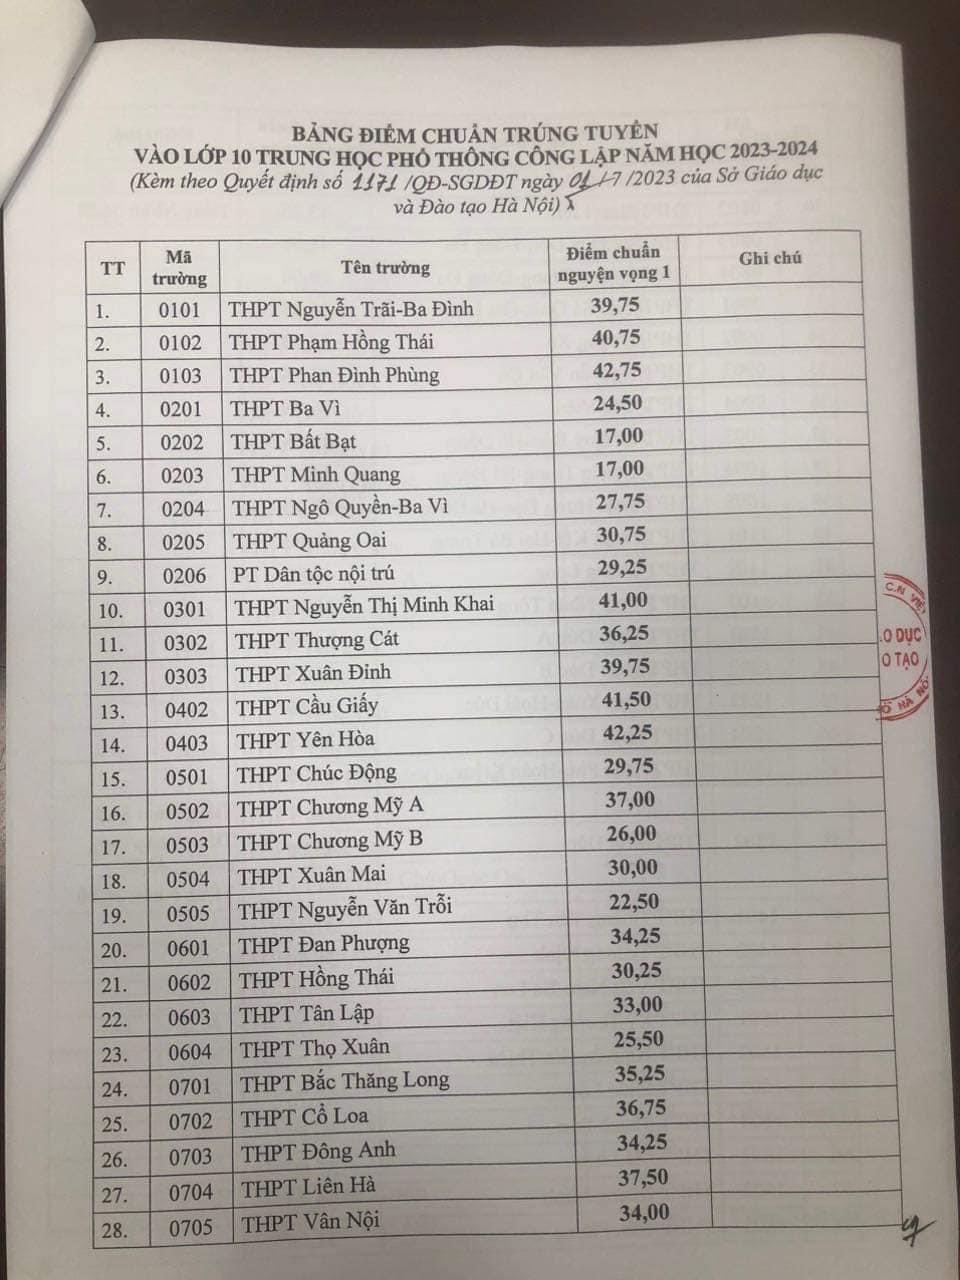 BẢNG ĐIỂM CHUẨN TRÚNG TUYỂN
VÀO LỚP 10 TRUNG HỌC PHỔ THÔNG CÔNG LẬP NĂM HỌC 2023-2024
(Kèm theo Quyết định số 1171 /QĐ-SGDĐT ngày 01/7 /2023 của Sở Giáo dục
và Đào tạo Hà Nội)
TT Mã trường Tên trường Điểm chuẩn nguyện vọng 1 Ghi chú
1. 0101 THPT Nguyễn Trãi-Ba Đình 39,75
2. 0102 THPT Phạm Hồng Thái 40,75
3. 0103 THPT Phan Đình Phùng 42,75
4. 0201 THPT Ba Vì 24,50
5. 0202 THPT Bất Bạt 17,00
6. 0203 THPT Minh Quang 17,00
7. 0204 THPT Ngô Quyền-Ba Vì 27,75
8. 0205 THPT Quảng Oai 30,75
9. 0206 PT Dân tộc nội trú 29,25
10. 0301 THPT Nguyễn Thị Minh Khai 41,00
11. 0302 THPT Thượng Cát 36,25
12. 0303 THPT Xuân Đỉnh 39,75
13. 0402 THPT Cầu Giấy 41,50
14. 0403 THPT Yên Hòa 42,25
15. 0501 THPT Chúc Động 29,75
16. 0502 THPT Chương Mỹ A 37,00
17. 0503 THPT Chương Mỹ B 26,00
18. 0504 THPT Xuân Mai 30,00
19. 0505 THPT Nguyễn Văn Trỗi 22,50
20. 0601 THPT Đan Phượng 34,25
21. 0602 THPT Hồng Thái 30,25
22. 0603 THPT Tân Lập 33,00
23. 0604 THPT Thọ Xuân 25,50
24. 0701 THPT Bắc Thăng Long 35,25
25. 0702 THPT Cổ Loa 36,75
26. 0703 THPT Đông Anh 34,25
27. 0704 THPT Liên Hà 37,50
28. 0705 THPT Vân Nội 34,00
C.N VIỆ
O DỤC
O TẠO
Ố HÀ NỘI